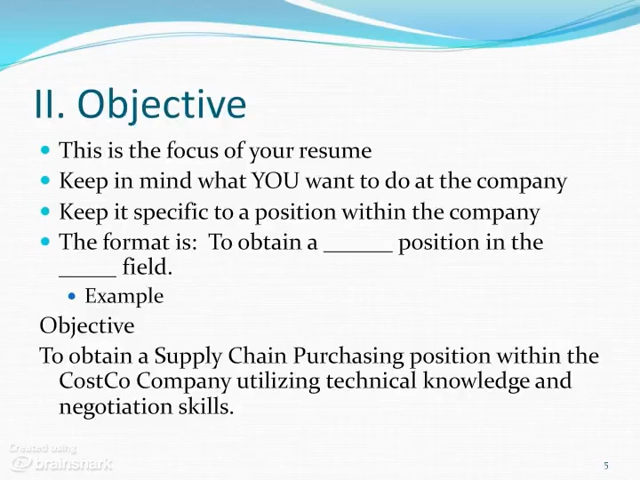 II. Objective
This is the focus of your resume
Keep in mind what YOU want to do at the company
Keep it specific to a position within the company
The format is:  To obtain a ______ position in the
_____ field.
Example
Objective
To obtain a Supply Chain Purchasing position within the
CostCo Company utilizing technical knowledge and
negotiation skills.
Created using
brainshark
5